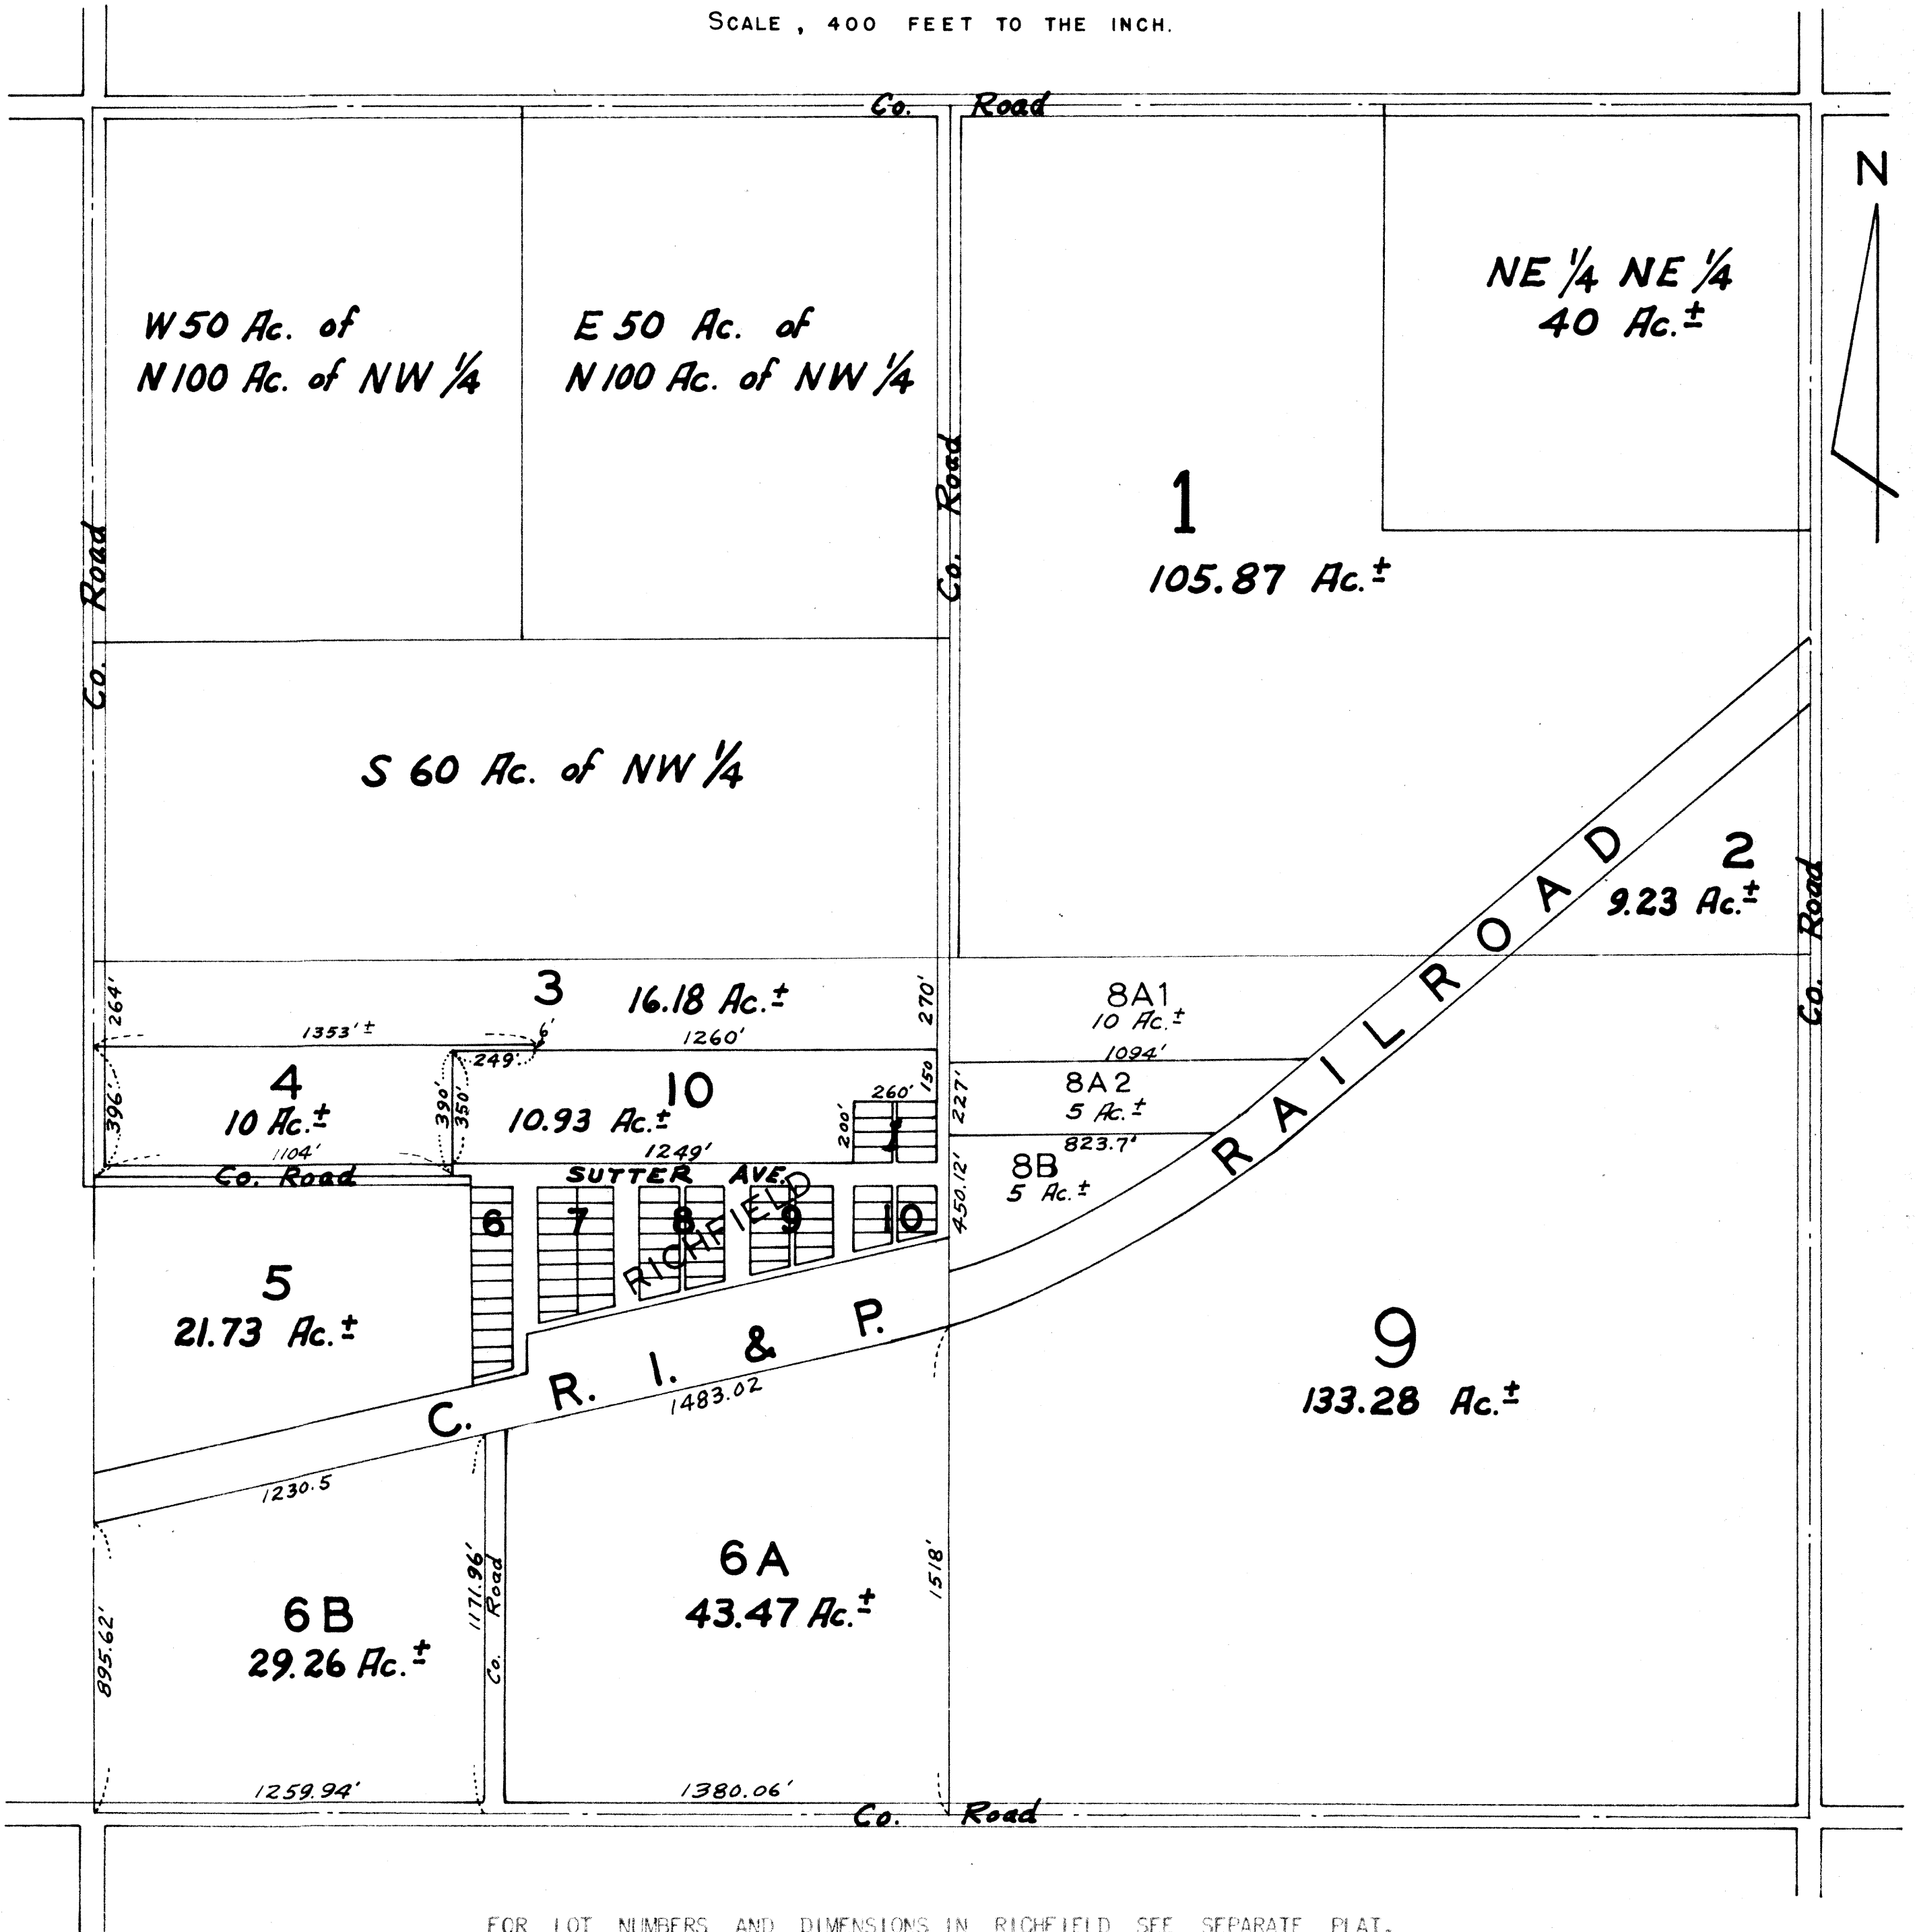 SCALE, 400 FEET TO THE INCH.
Co. Road
N
W 50 Ac. of
N 100 Ac. of NW 1/4
E 50 Ac. of
N 100 Ac. of NW 1/4
NE 1/4 NE 1/4
40 Ac.±
Co. Road
Co. Road
1
105.87 Ac.±
S 60 Ac. of NW 1/4
2
9.23 Ac.±
Co. Road
264'
3
16.18 Ac.±
270'
1353'±
6'
1260'
249'
8A1
10 Ac.±
1094'
4
10 Ac.±
396'
390'
350'
1104'
10
10.93 Ac.±
1249'
260'
150
200'
1
227'
8A2
5 Ac.±
823.7'
8B
5 Ac.±
450.12'
Co. Road
SUTTER AVE.
RICHFIELD
6
7
8
9
10
5
21.73 Ac.±
C. R. I. & P. RAILROAD
1483.02
1230.5
9
133.28 Ac.±
6B
29.26 Ac.±
895.62'
1171.96'
Co. Road
6A
43.47 Ac.±
1518'
1259.94'
1380.06'
Co. Road
FOR LOT NUMBERS AND DIMENSIONS IN RICHFIELD SEE SEPARATE PLAT.